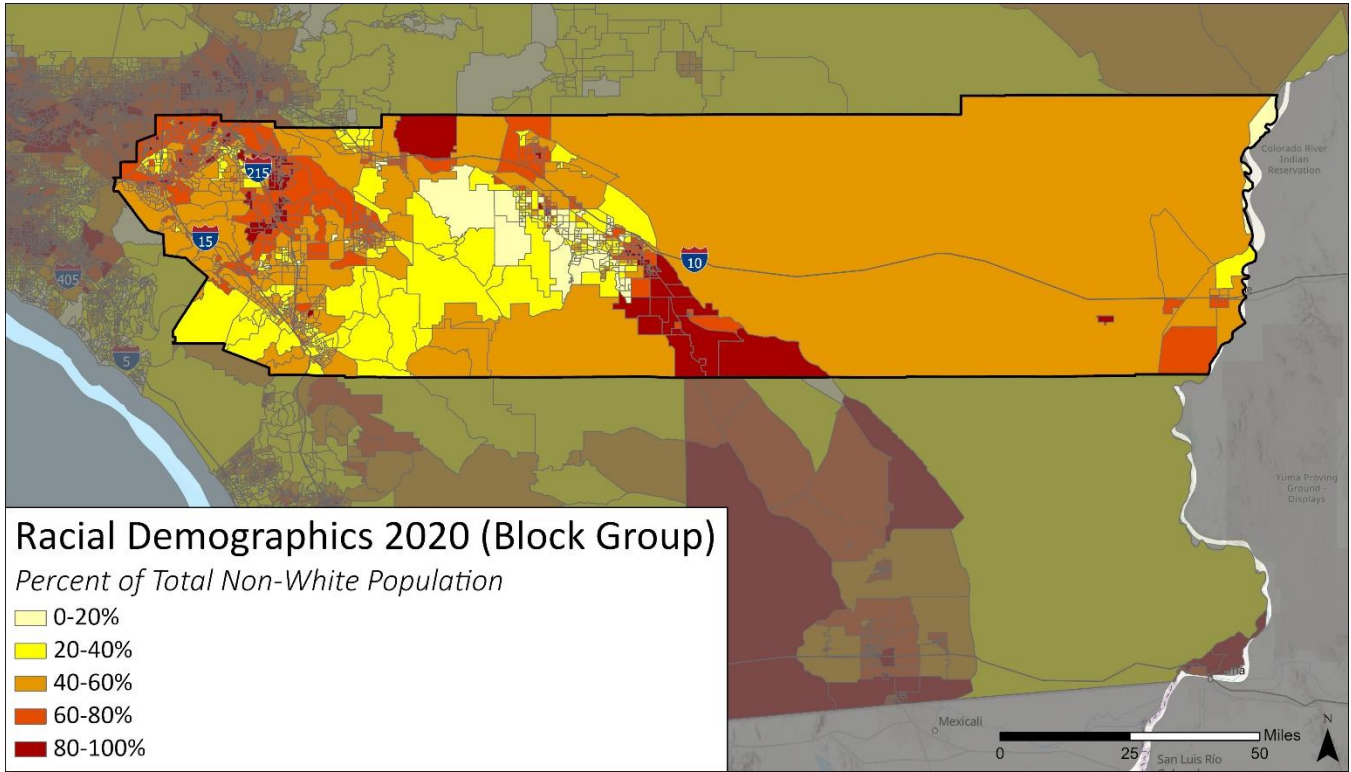 Colorado River
Indian
Reservation
215
15
10
405
5
Yuma Proving
Ground -
Displays
Racial Demographics 2020 (Block Group)
Percent of Total Non-White Population
0-20%
20-40%
40-60%
60-80%
80-100%
Mexicali
San Luis Río
Miles
0
25
50
N